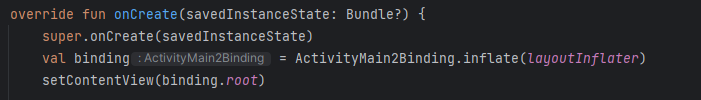 override fun onCreate(savedInstanceState: Bundle?) {
super.onCreate(savedInstanceState)
val binding : ActivityMain2Binding = ActivityMain2Binding.inflate(layoutInflater)
setContentView(binding.root)